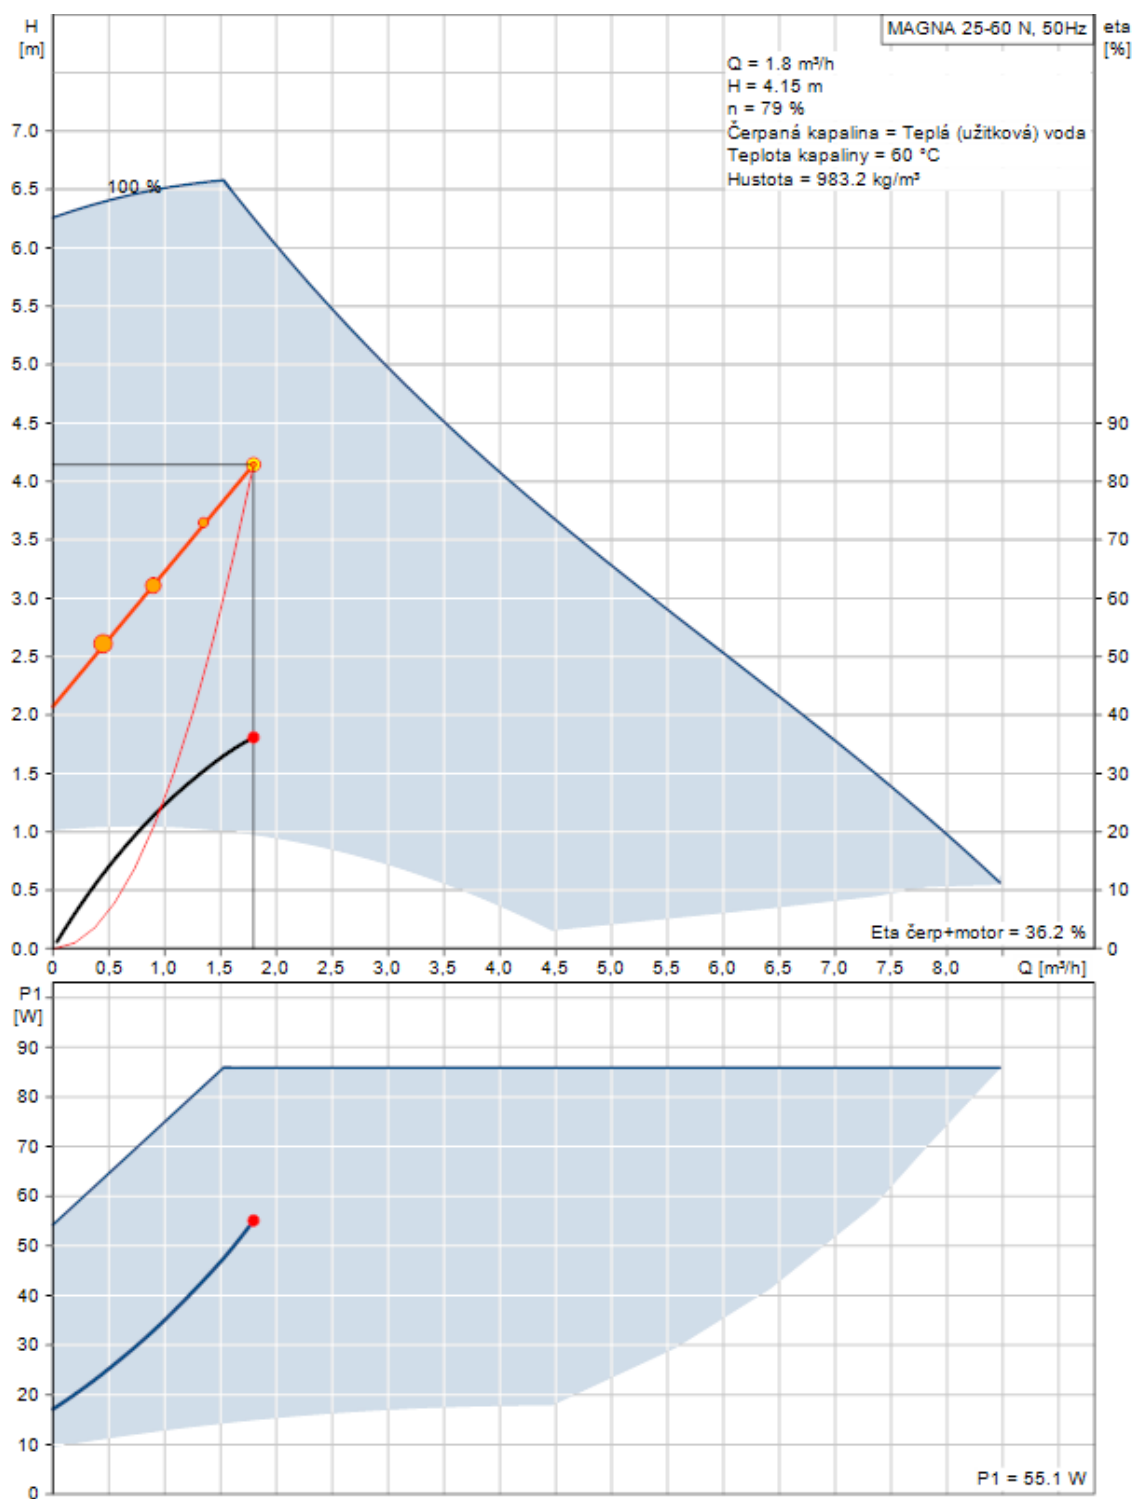 H
[m]
MAGNA 25-60 N, 50Hz
eta
[%]
Q = 1.8 m³/h
H = 4.15 m
n = 79 %
Čerpaná kapalina = Teplá (užitková) voda
Teplota kapaliny = 60 °C
Hustota = 983.2 kg/m³
100 %
7.0
6.5
6.0
5.5
5.0
4.5
4.0
3.5
3.0
2.5
2.0
1.5
1.0
0.5
0.0
90
80
70
60
50
40
30
20
10
0
Eta čerp+motor = 36.2 %
0 0,5 1,0 1,5 2,0 2,5 3,0 3,5 4,0 4,5 5,0 5,5 6,0 6,5 7,0 7,5 8,0 Q [m³/h]
P1
[W]
90
80
70
60
50
40
30
20
10
0
P1 = 55.1 W